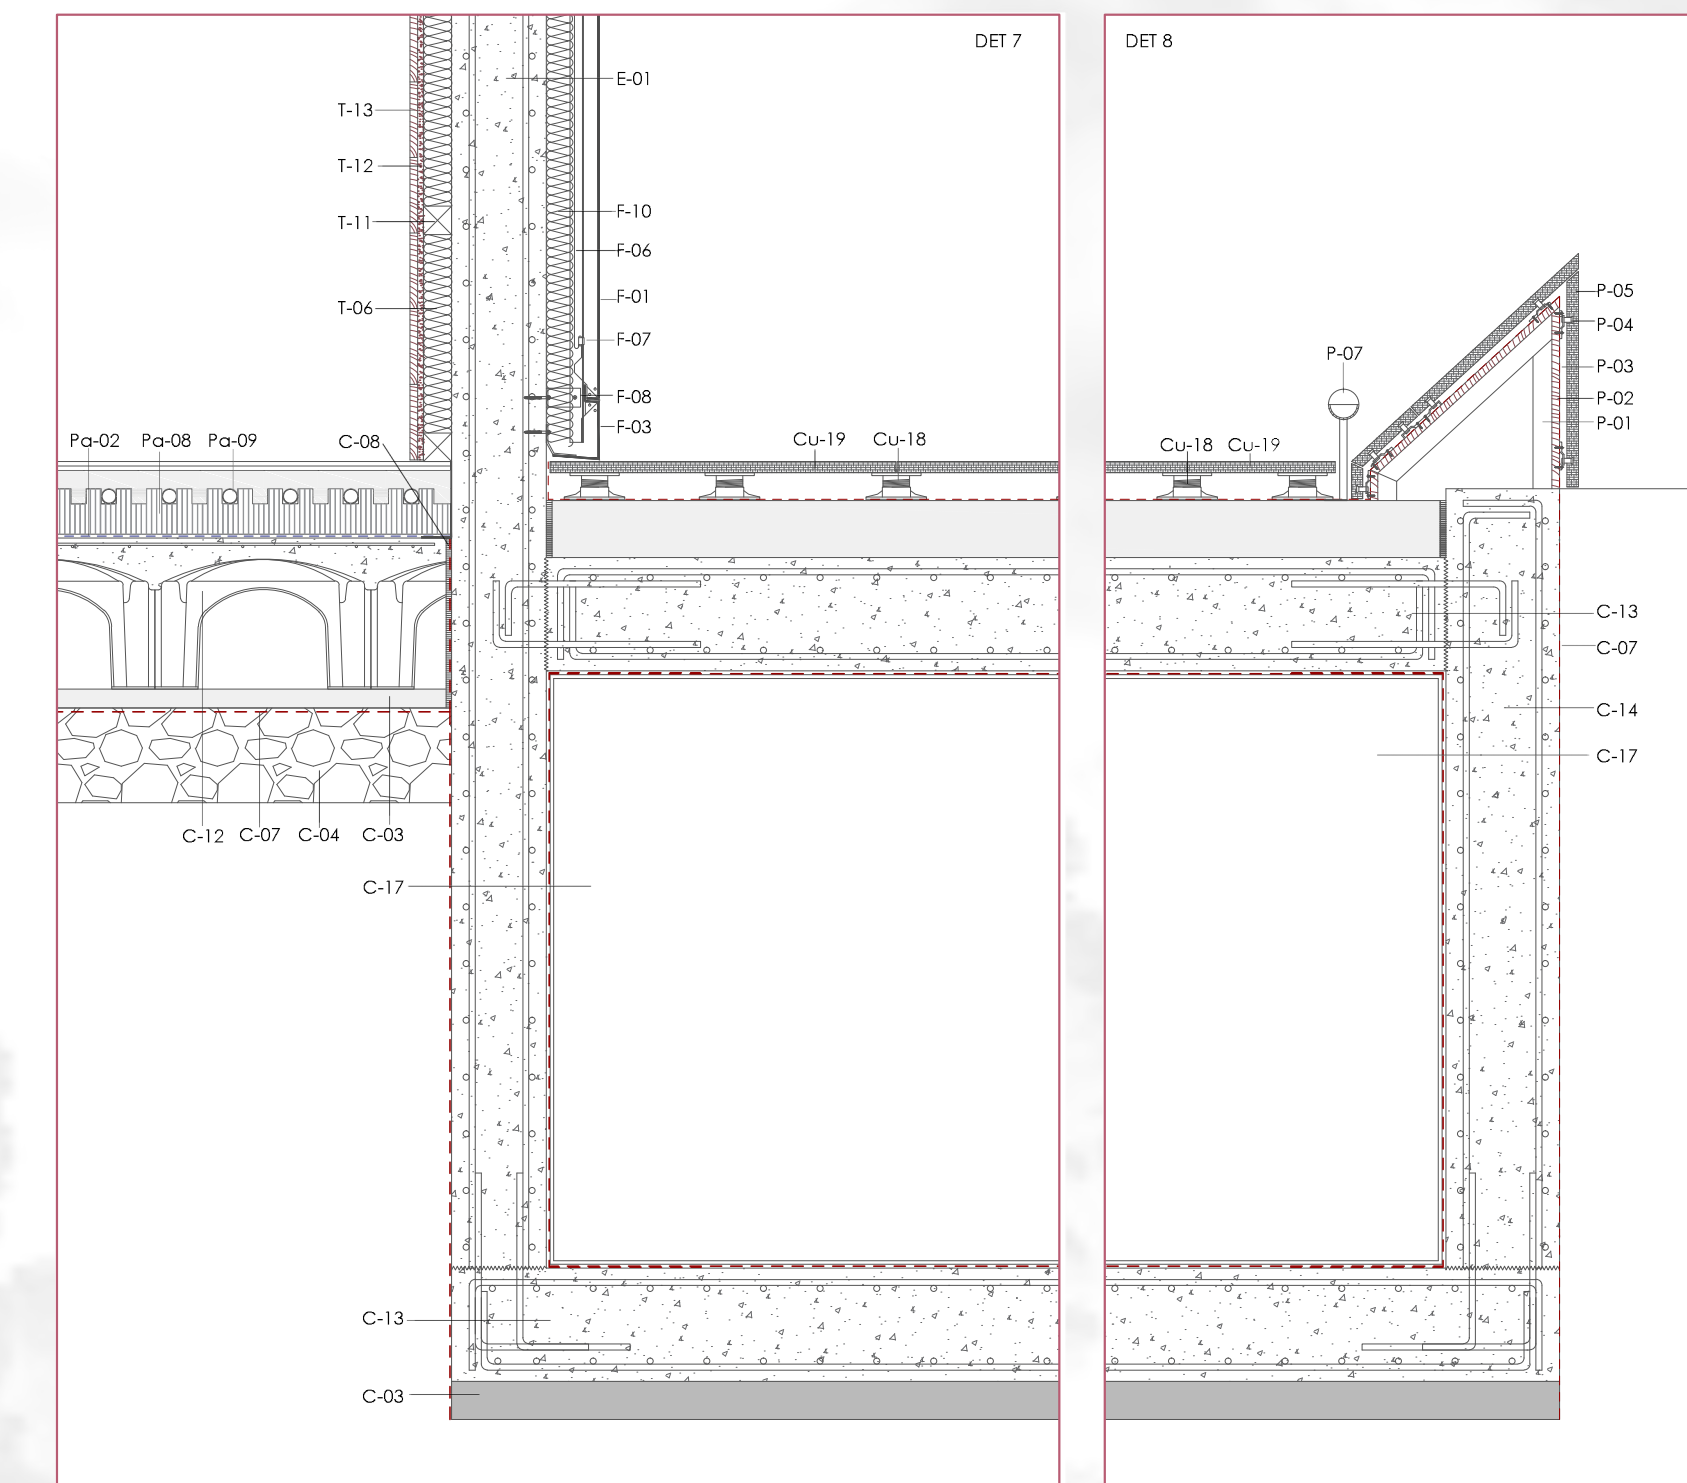 DET 7
E-01
T-13
T-12
F-10
T-11
F-06
F-01
T-06
F-07
F-08
F-03
Pa-02 Pa-08 Pa-09 C-08 Cu-19 Cu-18
C-12 C-07 C-04 C-03
C-17
C-13
C-03
DET 8
P-05
P-04
P-07
P-03
P-02
P-01
Cu-18 Cu-19
C-13
C-07
C-14
C-17